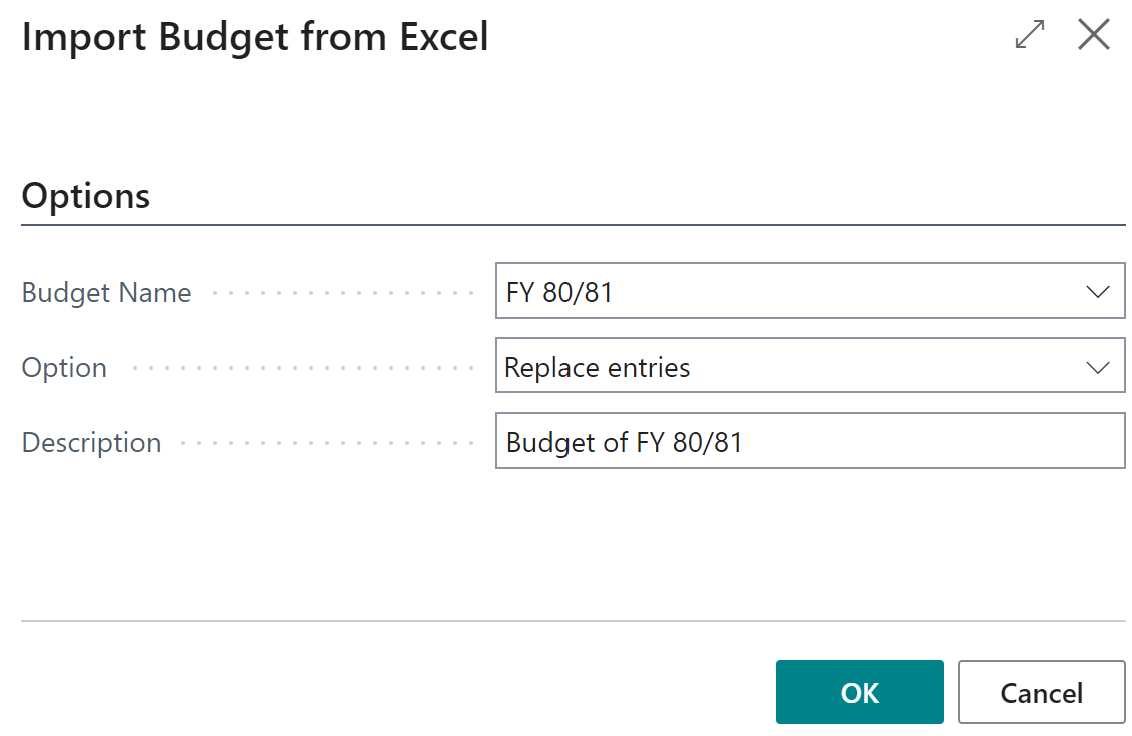 Import Budget from Excel
Options
Budget Name FY 80/81
Option Replace entries
Description Budget of FY 80/81
OK Cancel